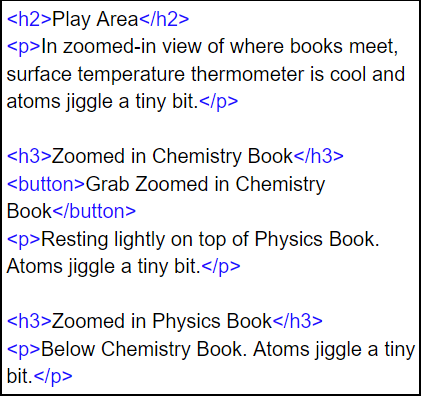 <h2>Play Area</h2>
<p>In zoomed-in view of where books meet,
surface temperature thermometer is cool and
atoms jiggle a tiny bit.</p>
<h3>Zoomed in Chemistry Book</h3>
<button>Grab Zoomed in Chemistry
Book</button>
<p>Resting lightly on top of Physics Book.
Atoms jiggle a tiny bit.</p>
<h3>Zoomed in Physics Book</h3>
<p>Below Chemistry Book. Atoms jiggle a tiny
bit.</p>